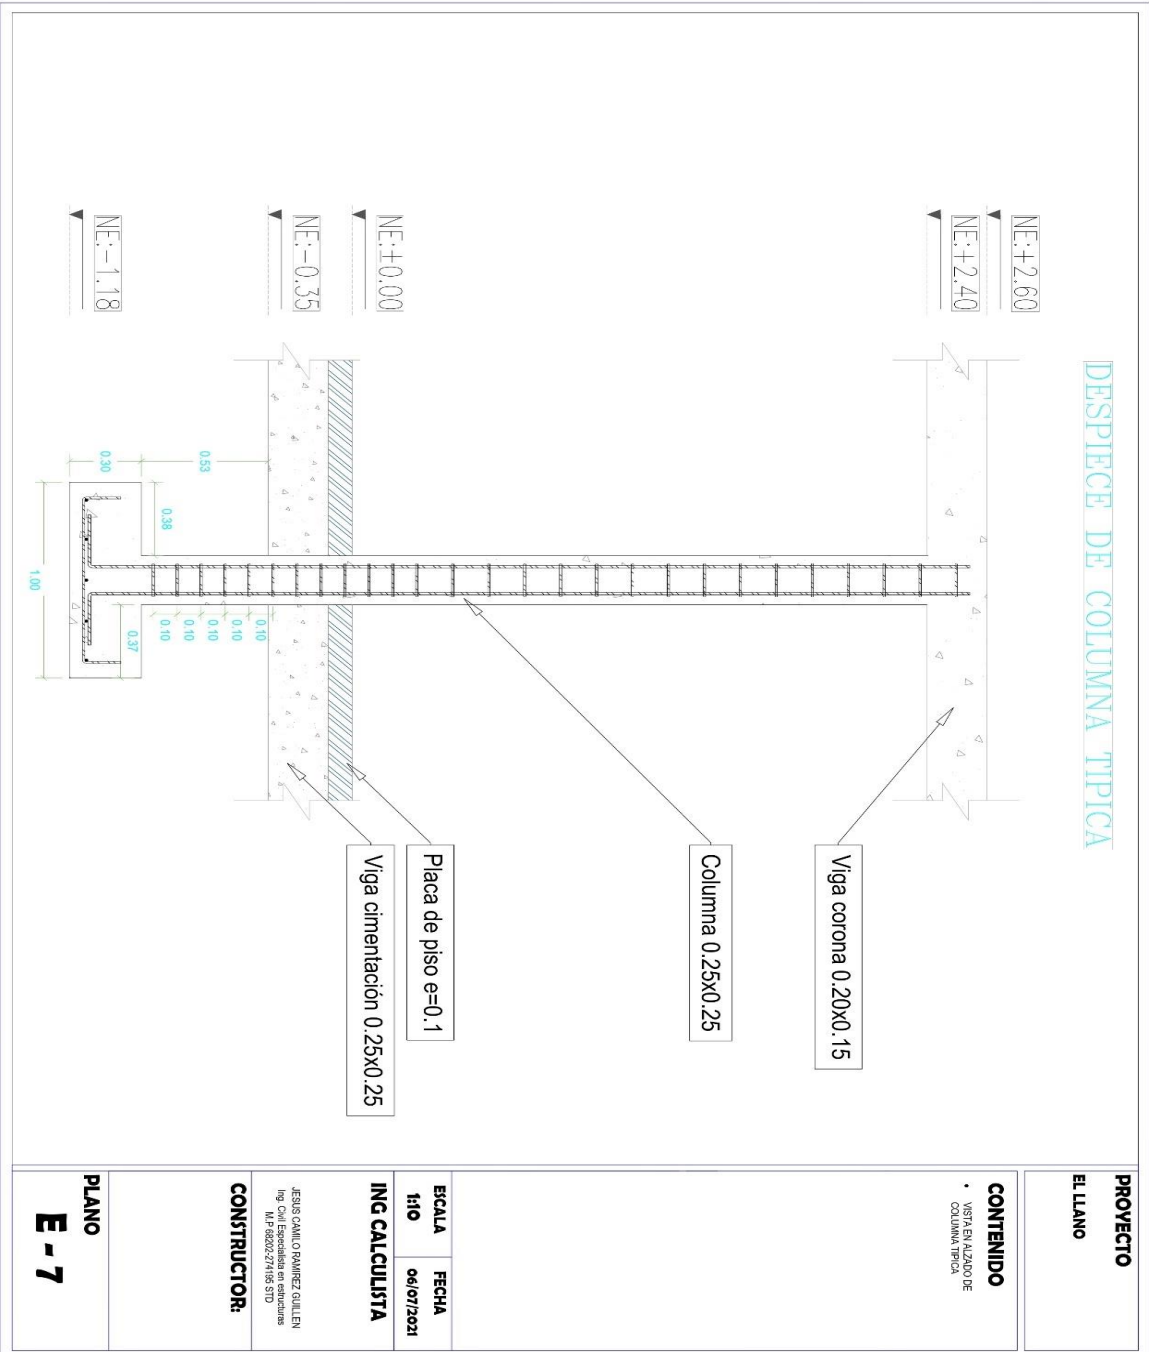 DESPIECE DE COLUMNA TIPICA
NE:+2.60
NE:+2.40
NE:±0.00
NE:-0.35
NE:-1.18
Viga corona 0.20x0.15
Columna 0.25x0.25
Placa de piso e=0.1
Viga cimentación 0.25x0.25
0.53
0.30
0.38
0.10
0.10
0.10
0.10
0.10
0.37
1.00
PROYECTO
EL LLANO
CONTENIDO
• VISTA EN ALZADO DE
COLUMNA TIPICA
ESCALA
1:10
FECHA
06/07/2021
ING CALCULISTA
JESUS CAMILO RAMIREZ GUILLEN
Ing. Civil Especialista en estructuras
M.P 68202-274195 STD
CONSTRUCTOR:
PLANO
E - 7